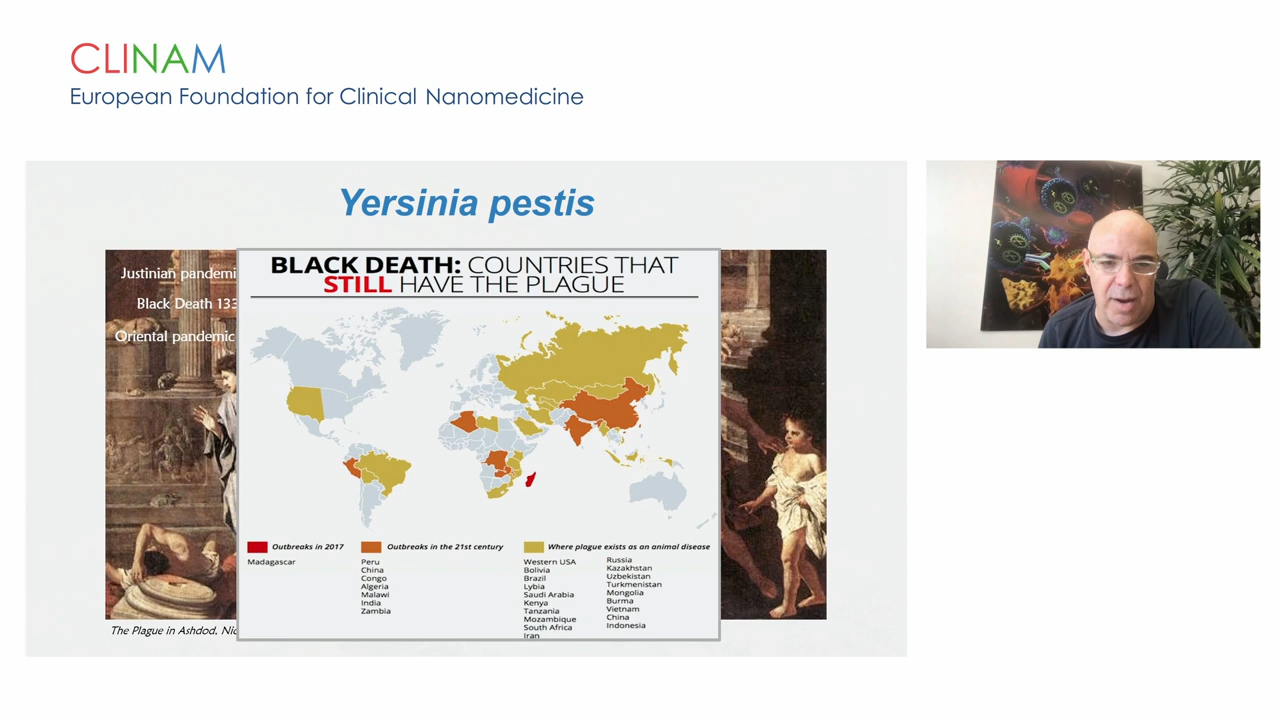 CLINAM
European Foundation for Clinical Nanomedicine
Yersinia pestis
Justinian pandemi
Black Death 133
Oriental pandemic
BLACK DEATH: COUNTRIES THAT
STILL HAVE THE PLAGUE
Outbreaks in 2017
Madagascar
Outbreaks in the 21st century
Peru
China
Congo
Algeria
Malawi
India
Zambia
Where plague exists as an animal disease
Western USA
Bolivia
Brazil
Lybia
Saudi Arabia
Kenya
Tanzania
Mozambique
South Africa
Iran
Russia
Kazakhstan
Uzbekistan
Turkmenistan
Mongolia
Burma
Vietnam
China
Indonesia
The Plague in Ashdod. Nic